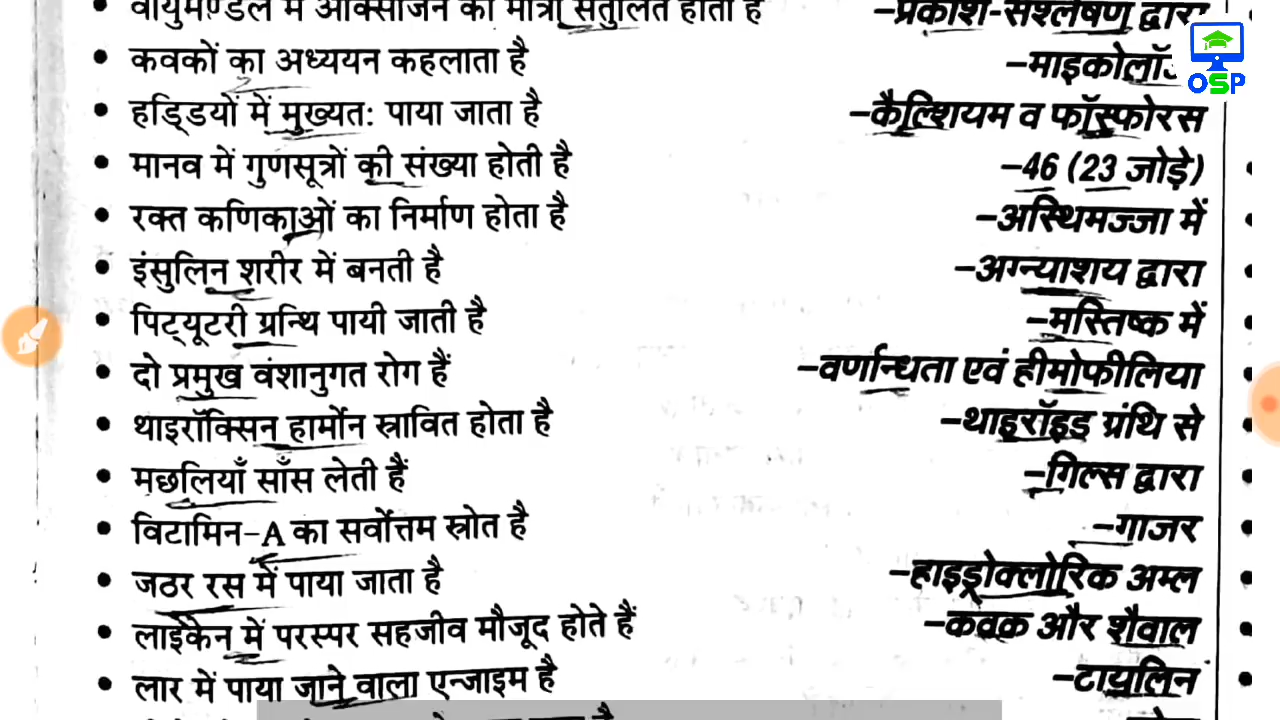 वायुमण्डल में ऑक्सीजन की मात्रा संतुलित होती है –प्रकाश-संश्लेषण द्वारा
• कवकों का अध्ययन कहलाता है
OSP
• हड्डियों में मुख्यतः पाया जाता है –कैल्शियम व फॉस्फोरस
• मानव में गुणसूत्रों की संख्या होती है –46 (23 जोड़े)
• रक्त कणिकाओं का निर्माण होता है –अस्थिमज्जा में
• इंसुलिन शरीर में बनती है –अग्न्याशय द्वारा
• पिट्यूटरी ग्रन्थि पायी जाती है –मस्तिष्क में
• दो प्रमुख वंशानुगत रोग हैं –वर्णान्धता एवं हीमोफीलिया
• थाइरॉक्सिन हार्मोन स्रावित होता है –थाइरॉइड ग्रंथि से
• मछलियाँ साँस लेती हैं –गिल्स द्वारा
• विटामिन-A का सर्वोत्तम स्रोत है –गाजर
• जठर रस में पाया जाता है –हाइड्रोक्लोरिक अम्ल
• लाईकेन में परस्पर सहजीव मौजूद होते हैं –कवक और शैवाल
• लार में पाया जाने वाला एन्जाइम है –टायलिन